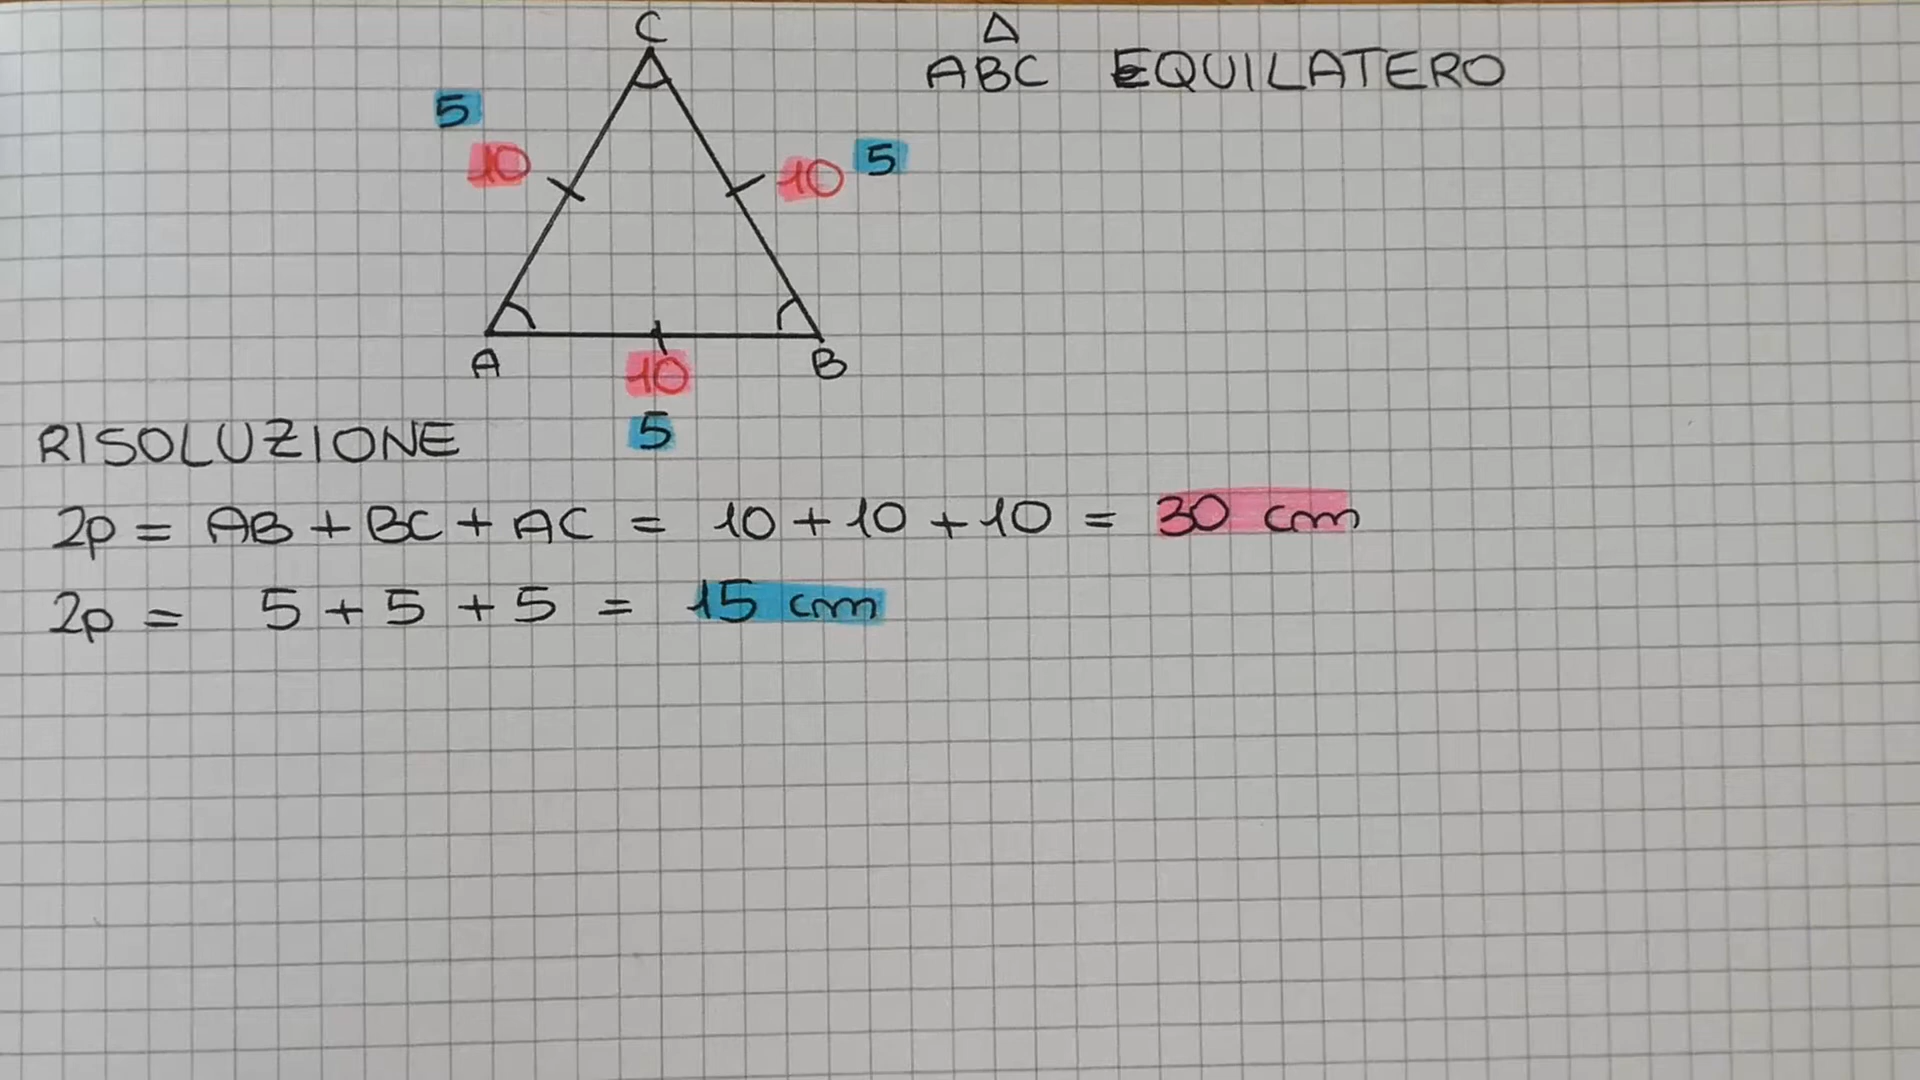 C
△
ABC EQUILATERO
5
10
10 5
A
10
B
5
RISOLUZIONE
2p = AB + BC + AC = 10 + 10 + 10 = 30 cm
2p = 5 + 5 + 5 = 15 cm